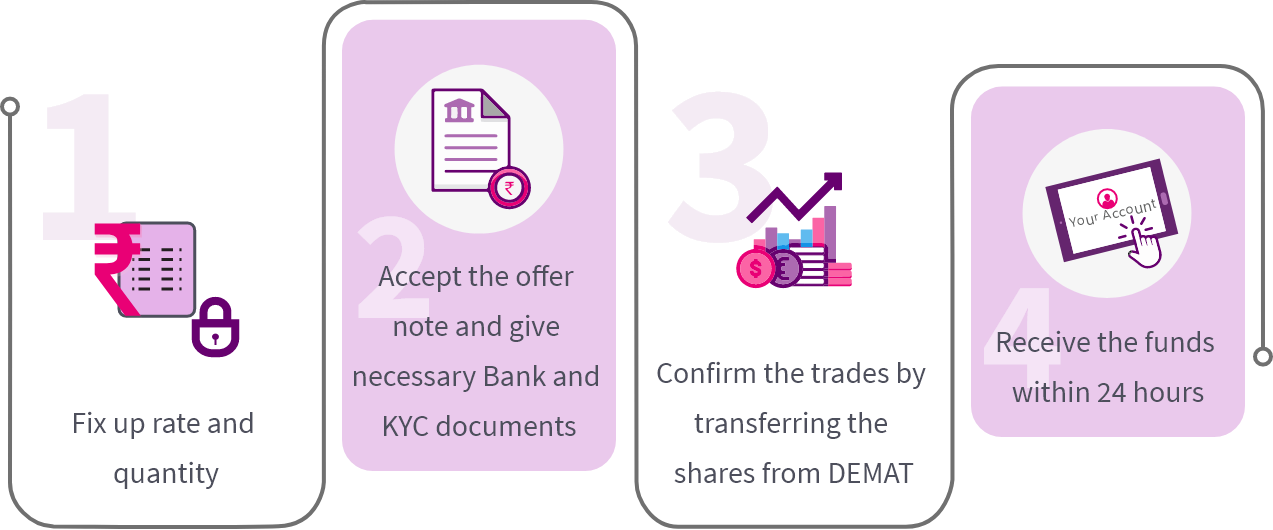 1
₹
Fix up rate and
quantity
₹
2
Accept the offer
note and give
necessary Bank and
KYC documents
3
$ €
Confirm the trades by
transferring the
shares from DEMAT
Your Account
4
Receive the funds
within 24 hours